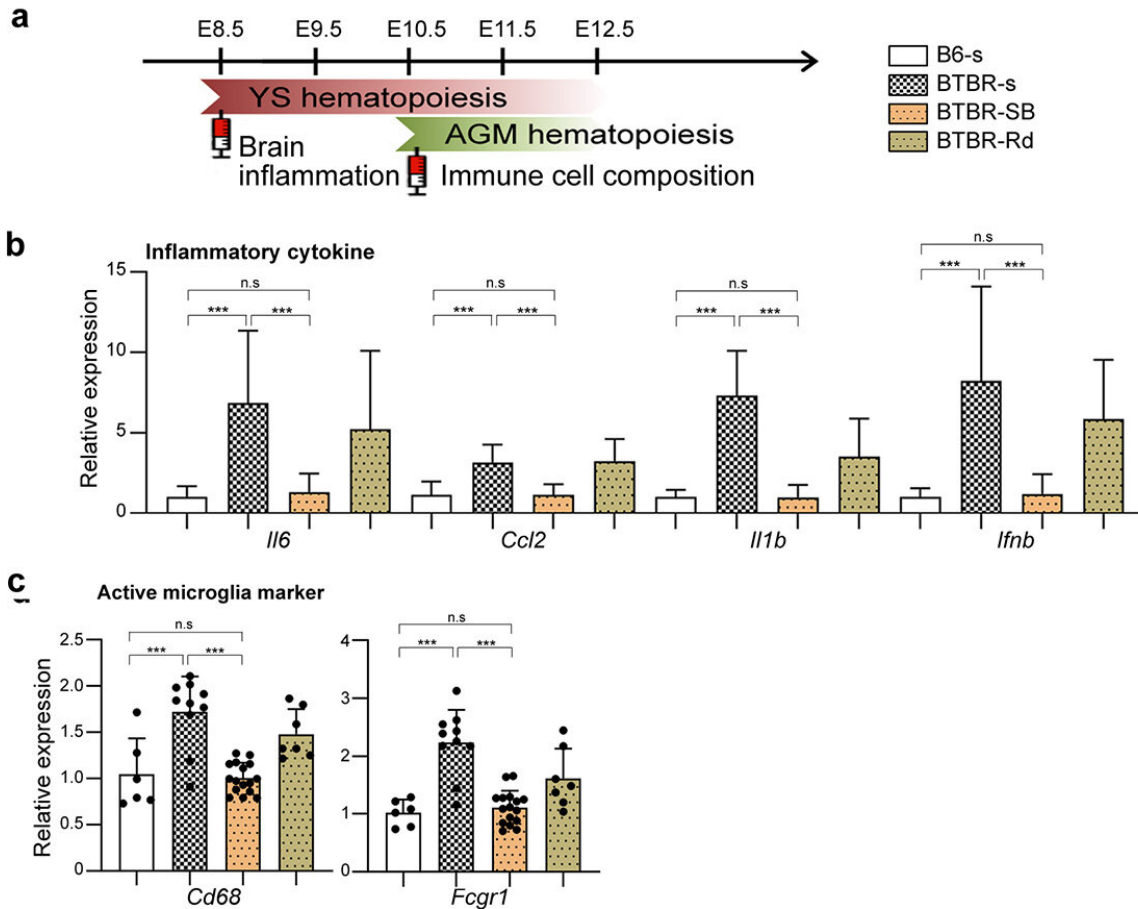 a
E8.5 E9.5 E10.5 E11.5 E12.5
YS hematopoiesis
AGM hematopoiesis
Brain
inflammation
Immune cell composition
B6-s
BTBR-s
BTBR-SB
BTBR-Rd
b
Inflammatory cytokine
Relative expression
15
10
5
0
n.s
*** ***
n.s
*** ***
n.s
*** ***
n.s
*** ***
Il6 Ccl2 Il1b Ifnb
c
Active microglia marker
Relative expression
2.5
2.0
1.5
1.0
0.5
0.0
n.s
*** ***
Cd68
4
3
2
1
0
n.s
*** ***
Fcgr1